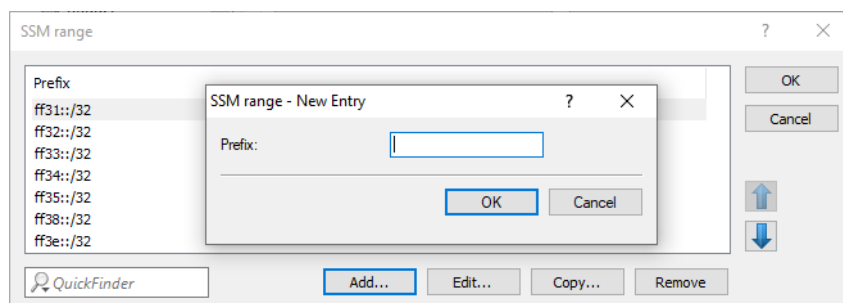 SSM range
?
Prefix
OK
ff31::/32
SSM range - New Entry
?
Cancel
ff32::/32
ff33::/32
Prefix:
ff34::/32
ff35::/32
OK
Cancel
ff38::/32
ff3e::/32
QuickFinder
Add...
Edit...
Copy...
Remove